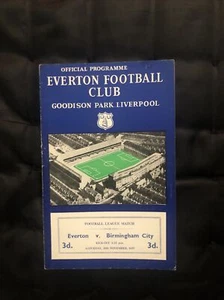 OFFICIAL PROGRAMME
EVERTON FOOTBALL
CLUB
GOODISON PARK LIVERPOOL
FOOTBALL LEAGUE MATCH
Everton v. Birmingham City
3d. 3d.